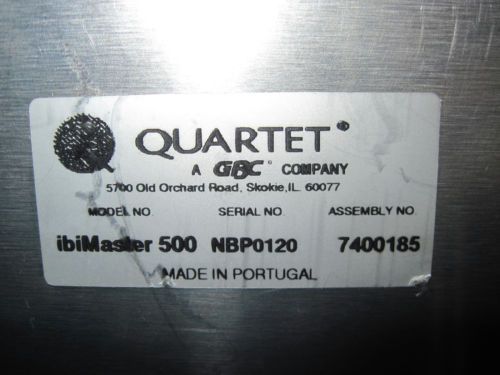 QUARTET®
A GBC® COMPANY
5700 Old Orchard Road, Skokie,IL. 60077
MODEL NO. SERIAL NO. ASSEMBLY NO.
ibiMaster 500 NBP0120 7400185
MADE IN PORTUGAL